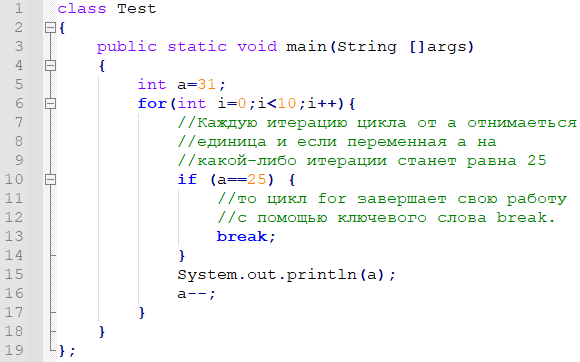 1 class Test
2 {
3 public static void main(String []args)
4 {
5 int a=31;
6 for(int i=0;i<10;i++){
7 //Каждую итерацию цикла от a отнимаеться
8 //единица и если переменная a на
9 //какой-либо итерации станет равна 25
10 if (a==25) {
11 //то цикл for завершает свою работу
12 //с помощью ключевого слова break.
13 break;
14 }
15 System.out.println(a);
16 a--;
17 }
18 }
19 };